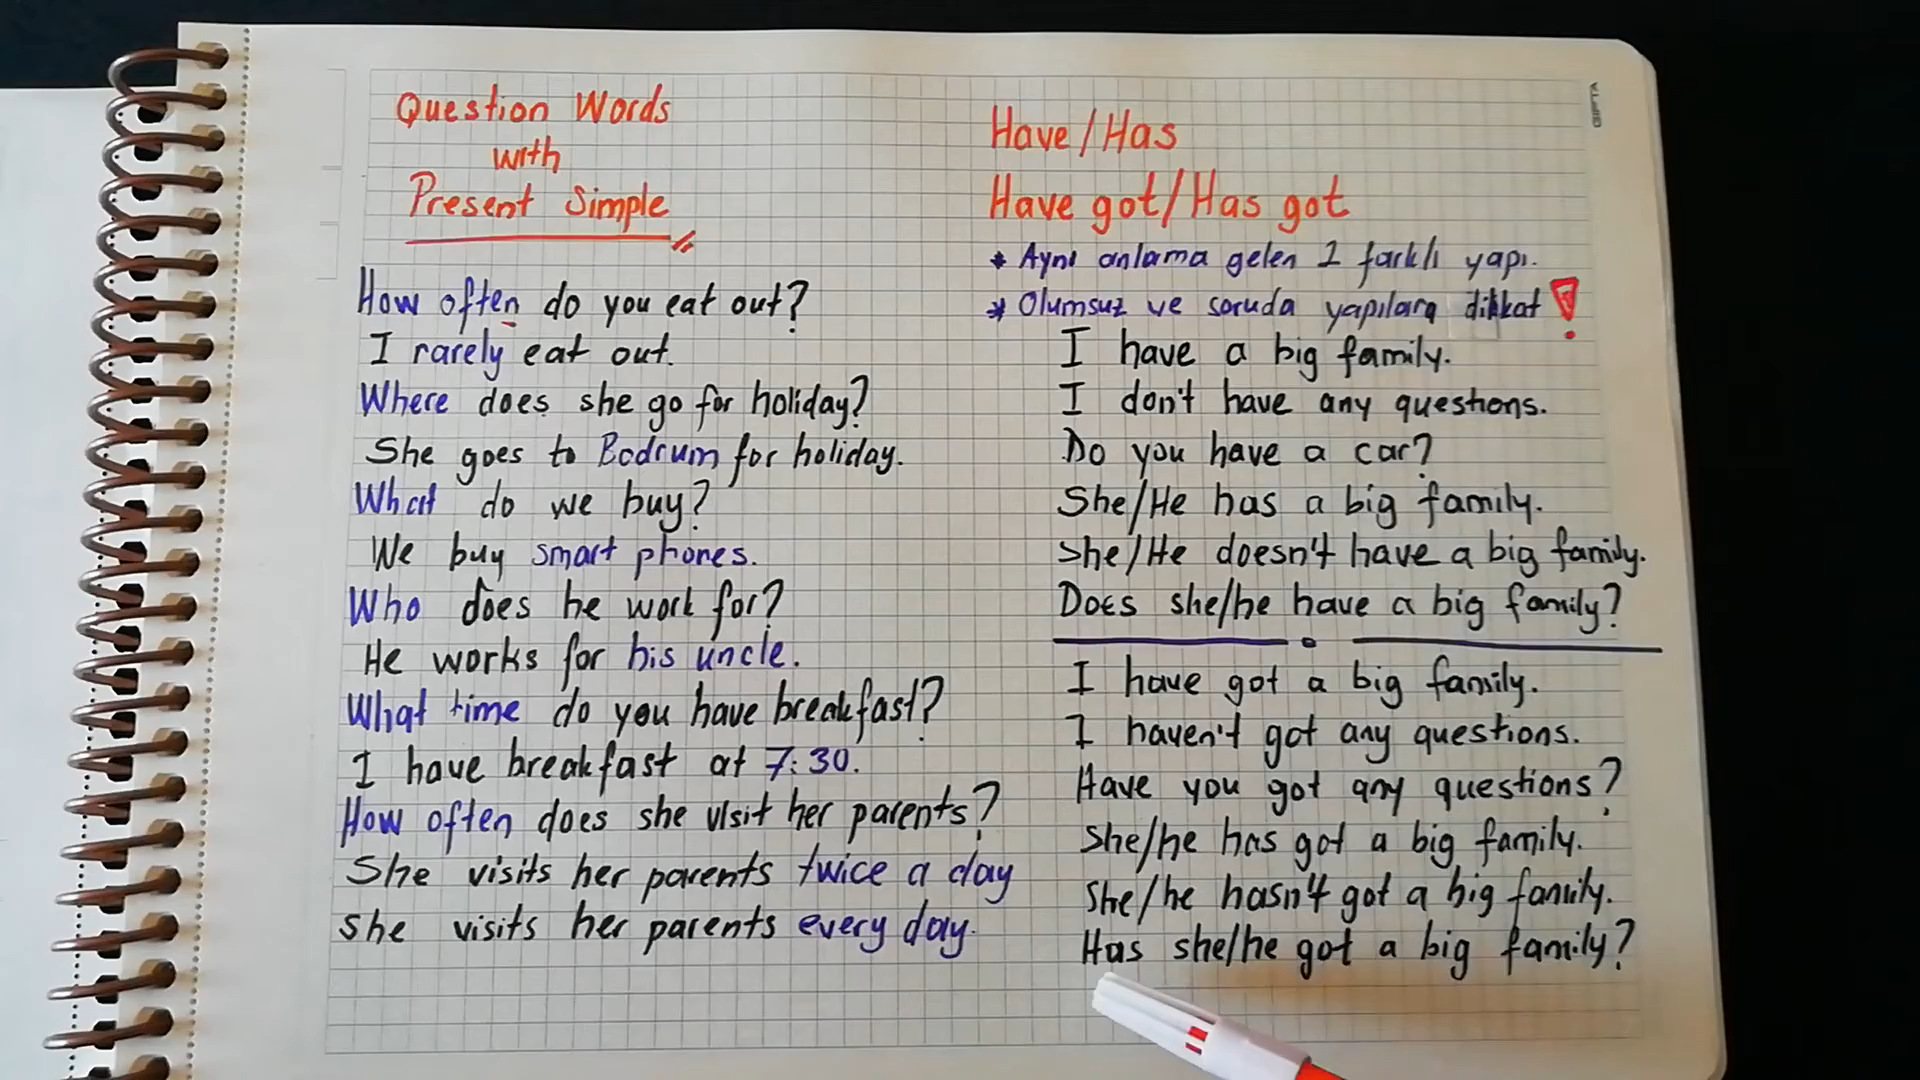 Question Words
with
Present Simple
How often do you eat out?
I rarely eat out.
Where does she go for holiday?
She goes to Bodrum for holiday.
What do we buy?
We buy smart phones.
Who does he work for?
He works for his uncle.
What time do you have breakfast?
I have breakfast at 7:30.
How often does she visit her parents?
She visits her parents twice a day
She visits her parents every day.
Have/Has
Have got/Has got
* Aynı anlama gelen 2 farklı yapı.
* Olumsuz ve soruda yapılara dikkat!
I have a big family.
I don't have any questions.
Do you have a car?
She/He has a big family.
She/He doesn't have a big family.
Does she/he have a big family?
I have got a big family.
I haven't got any questions.
Have you got any questions?
She/he has got a big family.
She/he hasn't got a big family.
Has she/he got a big family?
GIPTA